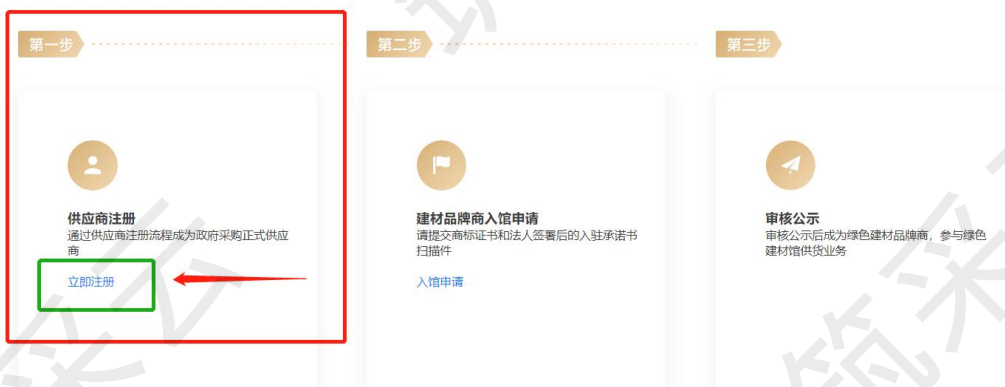 第一步
第二步
第三步
供应商注册
通过供应商注册流程成为政府采购正式供应
商
立即注册
建材品牌商入馆申请
请提交商标证书和法人签署后的入驻承诺书
扫描件
入馆申请
审核公示
审核公示后成为绿色建材品牌商，参与绿色
建材馆供货业务
采云
筑采